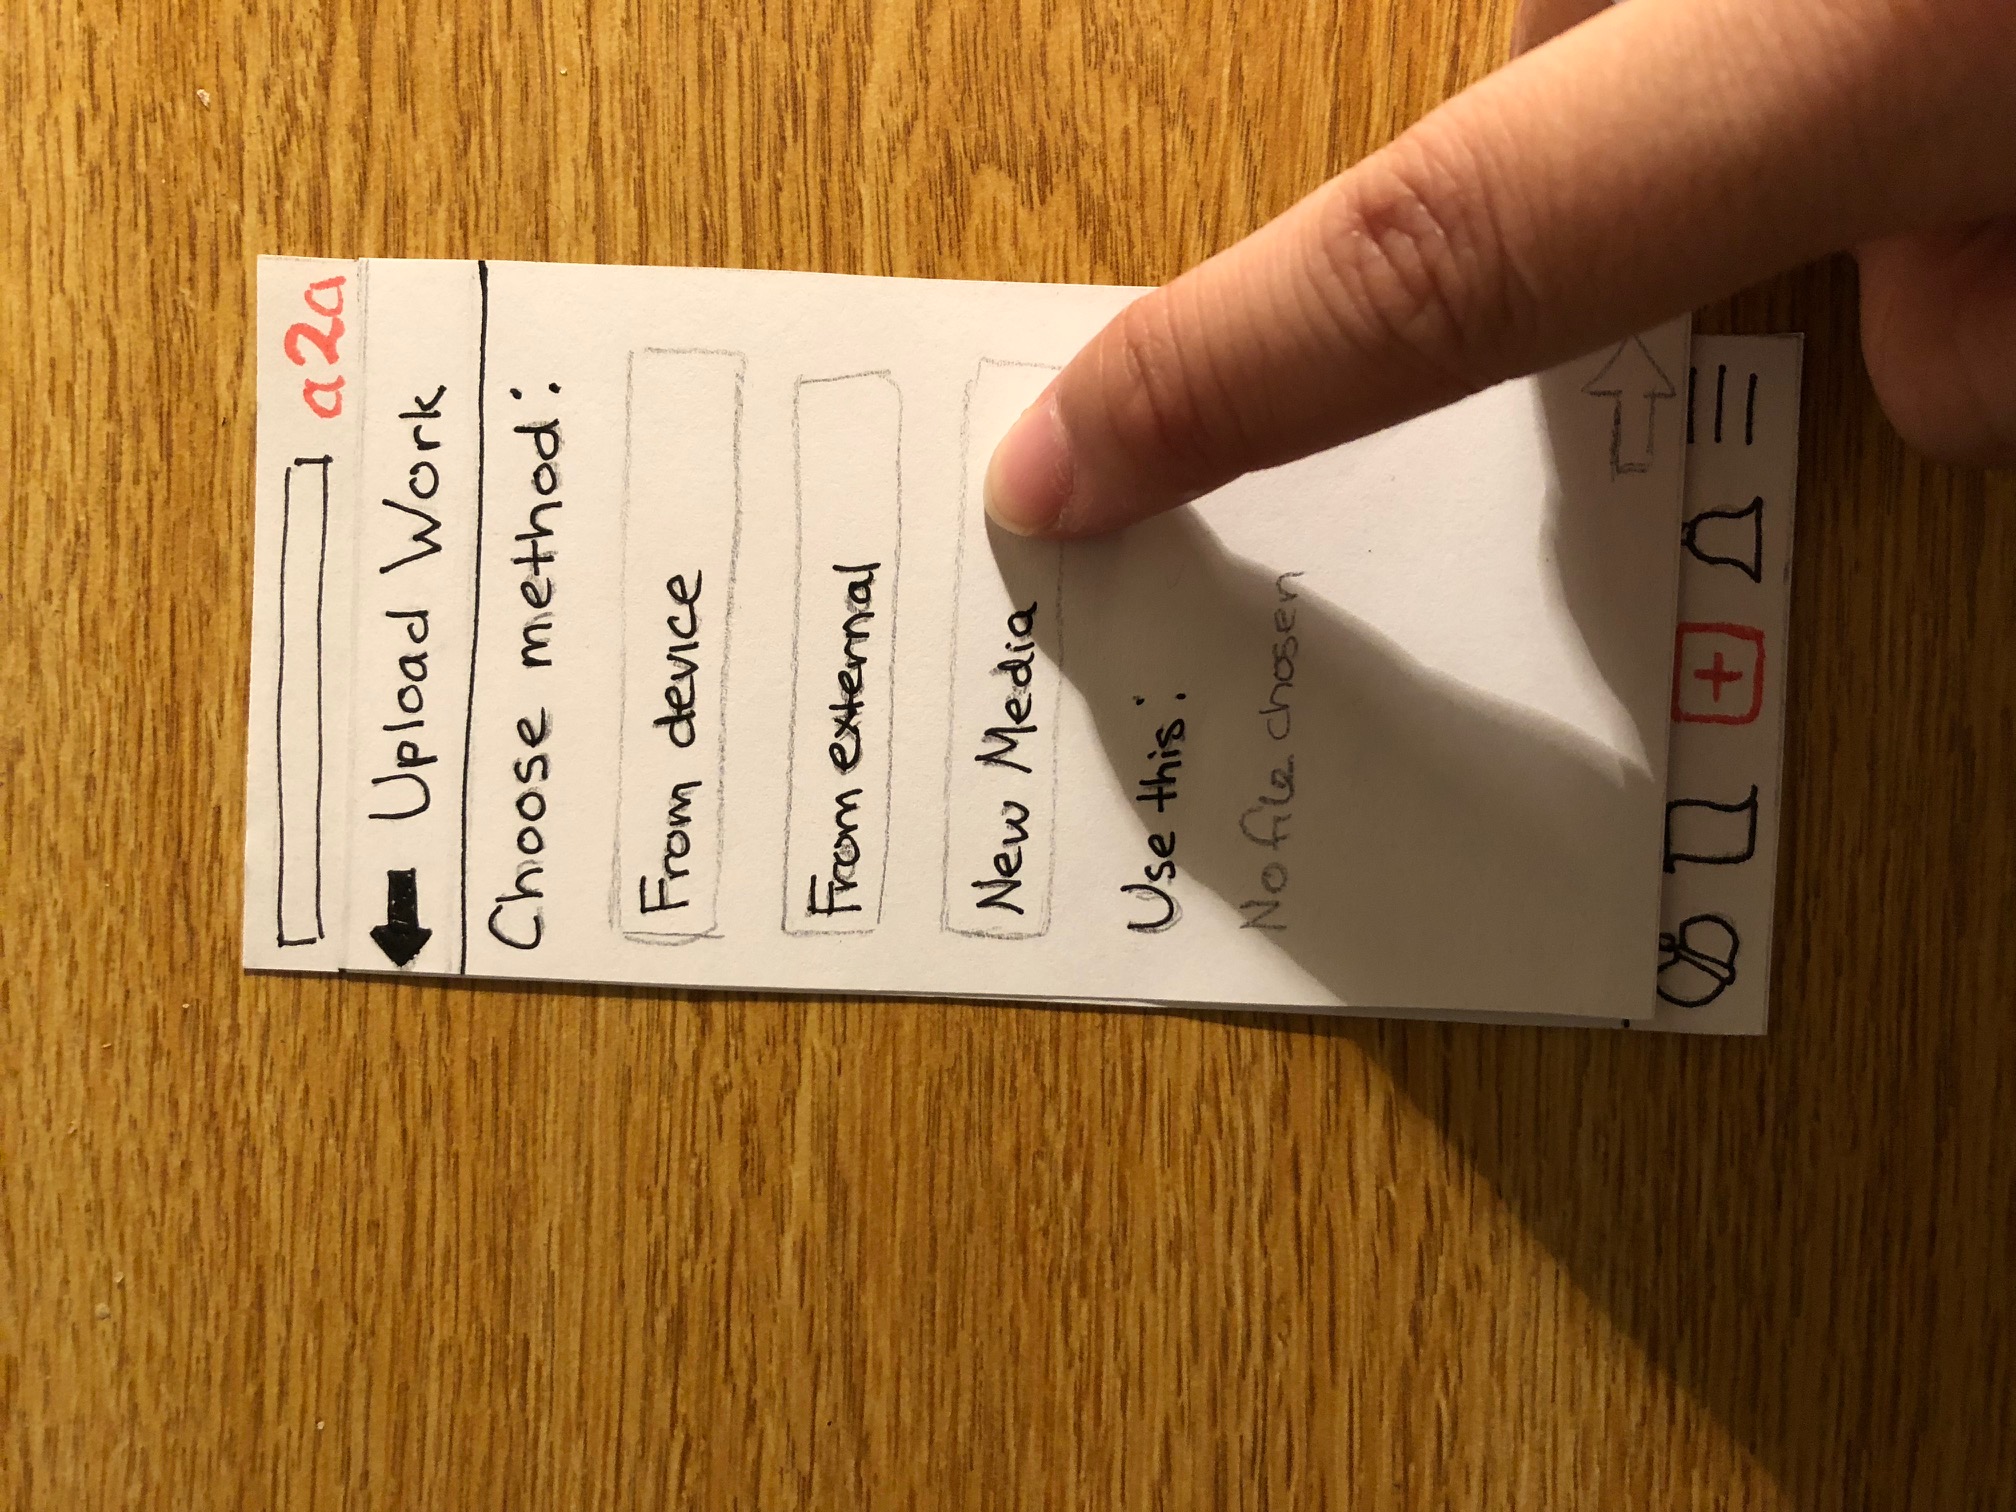 a2a
Upload Work
Choose method:
From device
From external
New Media
Use this:
No file chosen